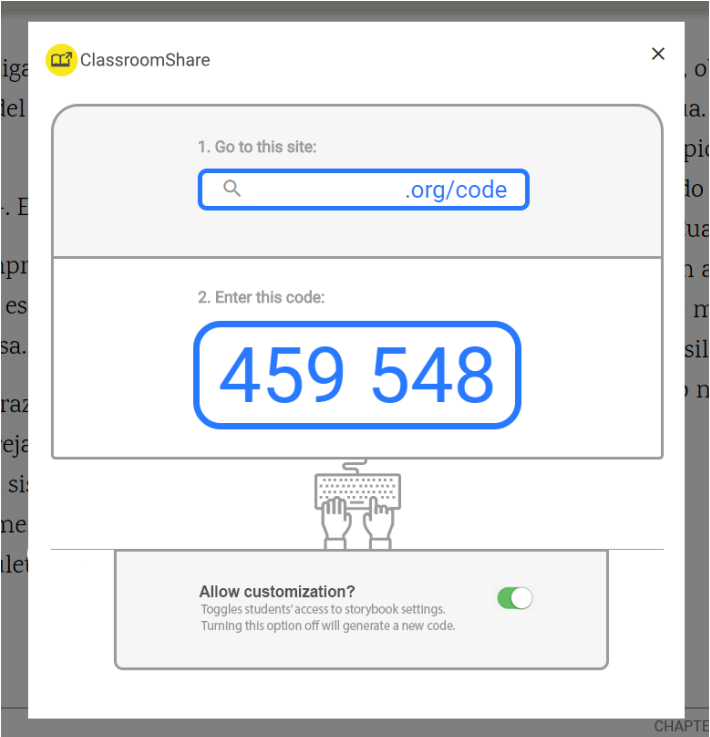 ClassroomShare
1. Go to this site:
.org/code
2. Enter this code:
459 548
Allow customization?
Toggles students' access to storybook settings.
Turning this option off will generate a new code.